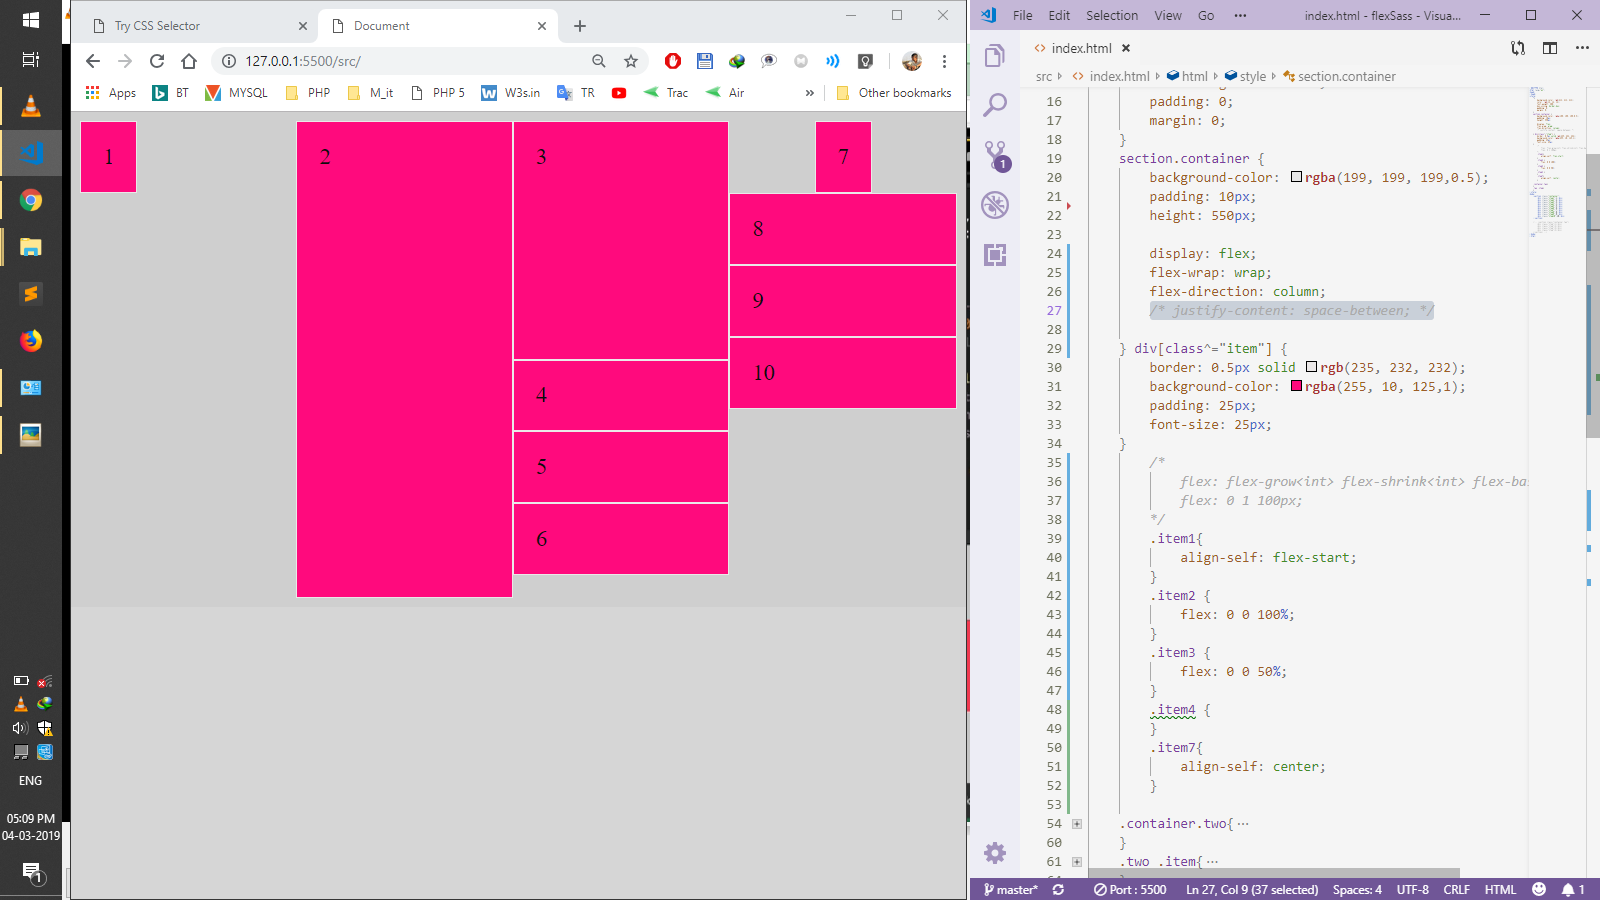 Try CSS Selector
Document
127.0.0.1:5500/src/
Apps
BT
MYSQL
PHP
M_it
PHP 5
W3s.in
TR
Trac
Air
»
Other bookmarks
1
2
3
4
5
6
7
8
9
10
ENG
05:09 PM
04-03-2019
1
File Edit Selection View Go ··· index.html - flexSass - Visua...
index.html
src index.html html style section.container
1
16 padding: 0;
17 margin: 0;
18 }
19 section.container {
20 background-color: rgba(199, 199, 199,0.5);
21 padding: 10px;
22 height: 550px;
23
24 display: flex;
25 flex-wrap: wrap;
26 flex-direction: column;
27 /* justify-content: space-between; */
28
29 } div[class^="item"] {
30 border: 0.5px solid rgb(235, 232, 232);
31 background-color: rgba(255, 10, 125,1);
32 padding: 25px;
33 font-size: 25px;
34 }
35 /*
36 flex: flex-grow<int> flex-shrink<int> flex-ba
37 flex: 0 1 100px;
38 */
39 .item1{
40 align-self: flex-start;
41 }
42 .item2 {
43 flex: 0 0 100%;
44 }
45 .item3 {
46 flex: 0 0 50%;
47 }
48 .item4 {
49 }
50 .item7{
51 align-self: center;
52 }
53
54 .container.two{ ···
60 }
61 .two .item{ ···
master* Port : 5500 Ln 27, Col 9 (37 selected) Spaces: 4 UTF-8 CRLF HTML 1